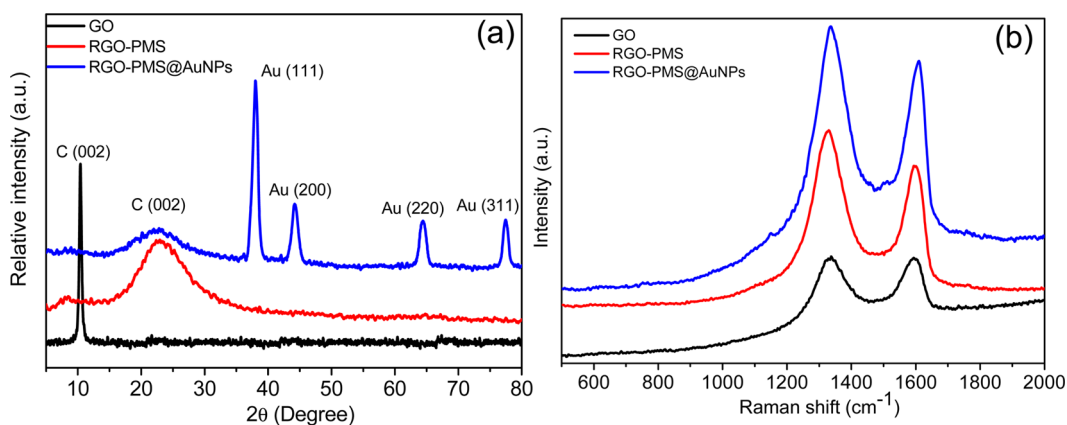 (a)
GO
RGO-PMS
RGO-PMS@AuNPs
Au (111)
C (002)
C (002)
Au (200)
Au (220)
Au (311)
Relative intensity (a.u.)
10 20 30 40 50 60 70 80
2θ (Degree)
(b)
GO
RGO-PMS
RGO-PMS@AuNPs
Intensity (a.u.)
600 800 1000 1200 1400 1600 1800 2000
Raman shift (cm⁻¹)